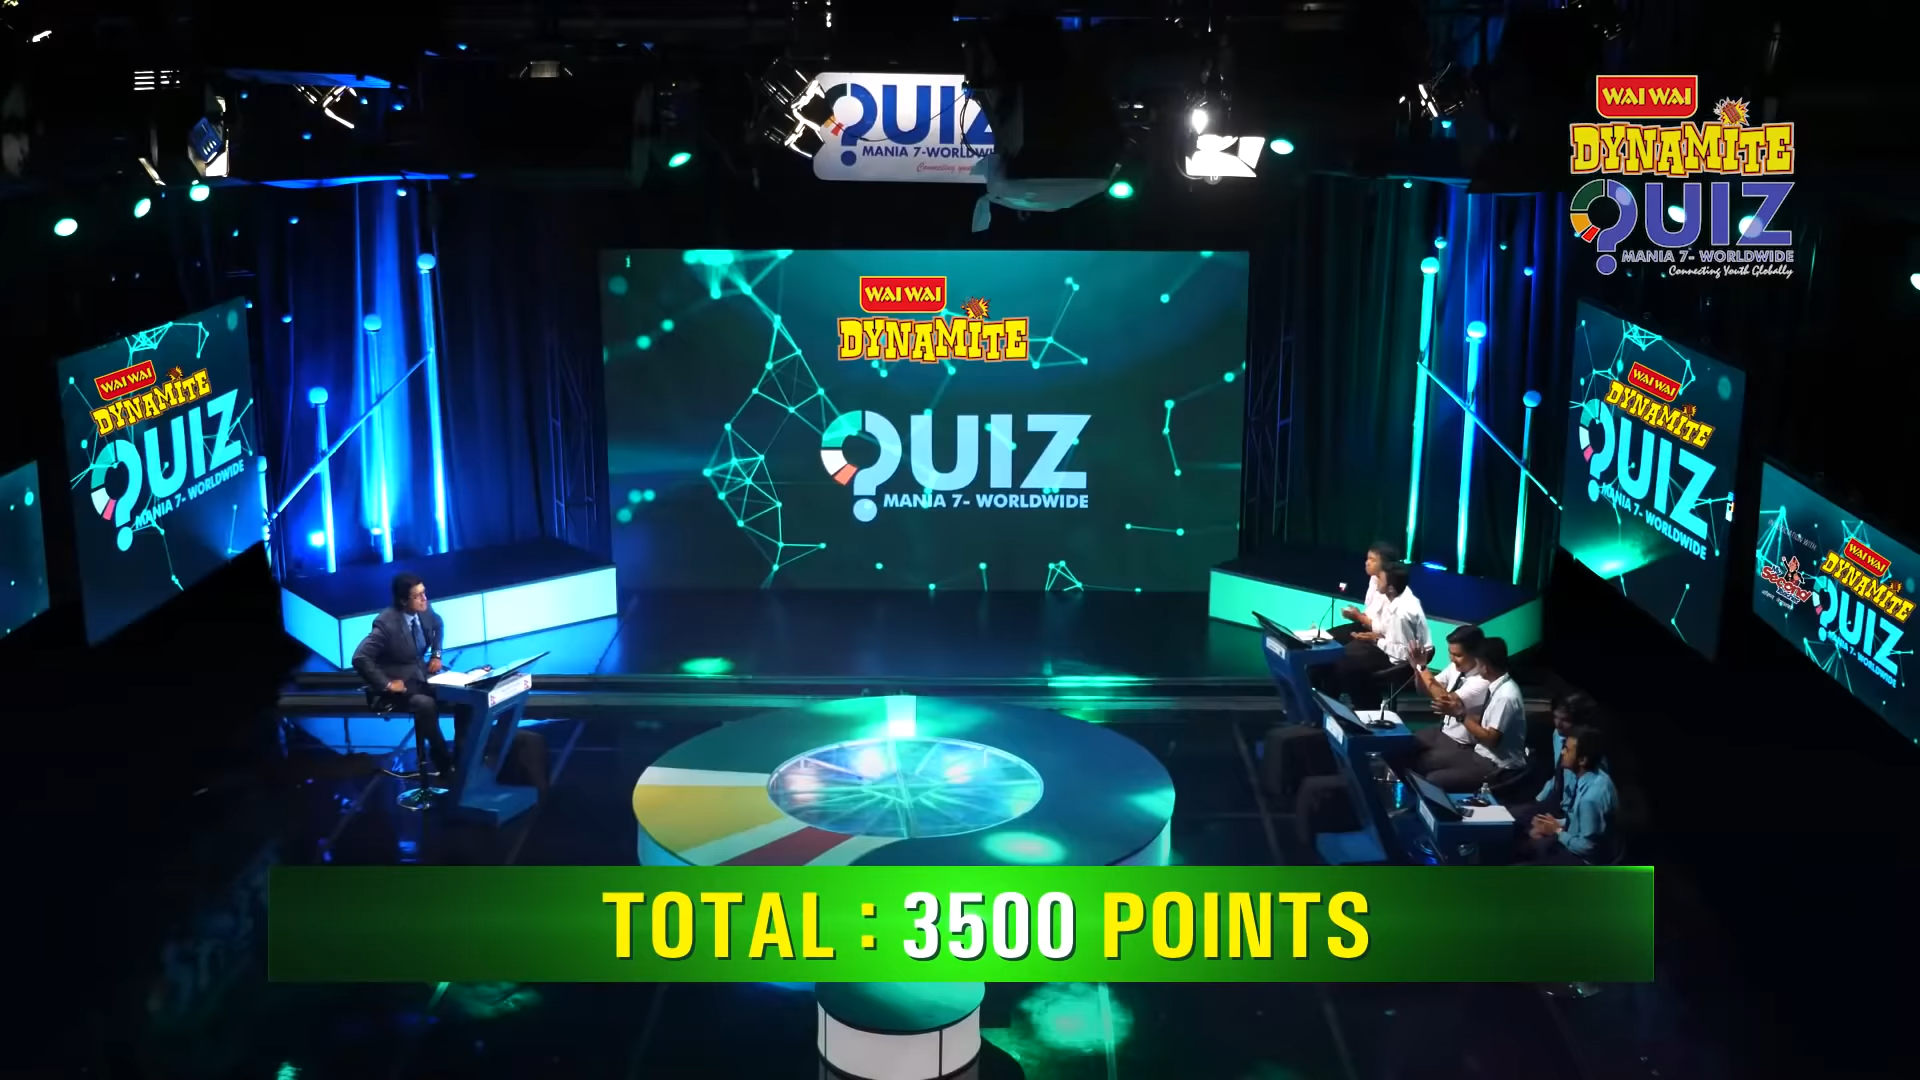 QUIZ
MANIA 7-WORLDW
WAI WAI
DYNAMITE
QUIZ
MANIA 7- WORLDWIDE
Connecting Youth Globally
WAI WAI
DYNAMITE
QUIZ
MANIA 7- WORLDWIDE
WAI WAI
DYNAMITE
QUIZ
MANIA 7- WORLDWIDE
WAI WAI
DYNAMITE
QUIZ
MANIA 7- WORLDWIDE
WAI WAI
DYNAMITE
QUIZ
MANIA 7- WORLDWIDE
TOTAL : 3500 POINTS